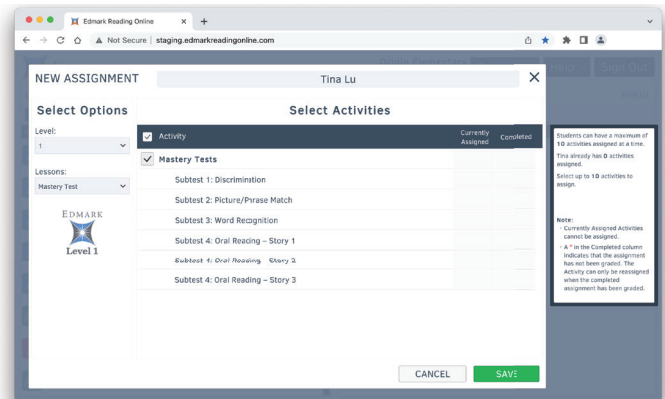 Edmark Reading Online
Not Secure | staging.edmarkreadingonline.com
Sign Out
NEW ASSIGNMENT
Tina Lu
Select Options
Select Activities
Level:
1
Lessons:
Mastery Test
EDMARK
Level 1
Activity
Currently Assigned
Completed
Mastery Tests
Subtest 1: Discrimination
Subtest 2: Picture/Phrase Match
Subtest 3: Word Recognition
Subtest 4: Oral Reading – Story 1
Subtest 4: Oral Reading – Story 2
Subtest 4: Oral Reading – Story 3
CANCEL
SAVE
Students can have a maximum of
10 activities assigned at a time.
Tina already has 0 activities
assigned.
Select up to 10 activities to
assign.
Note:
- Currently Assigned Activities
cannot be assigned.
- A * in the Completed column
indicates that the assignment
has not been graded. The
Activity can only be reassigned
when the completed
assignment has been graded.